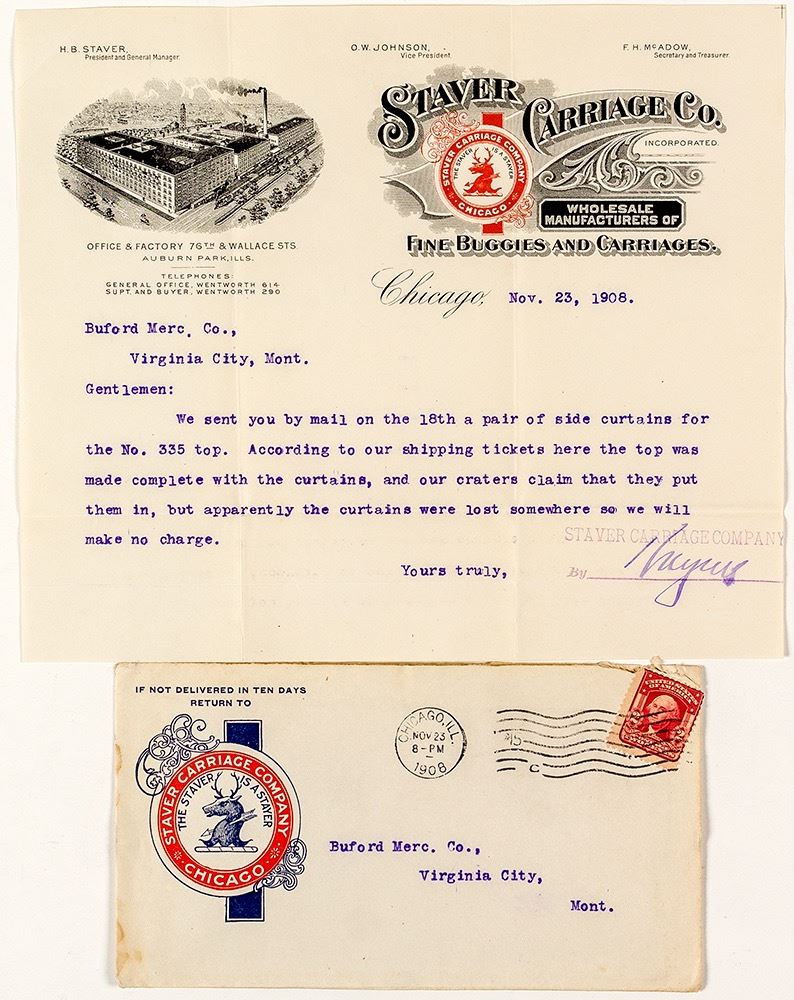 H. B. STAVER,
President and General Manager.
O. W. JOHNSON,
Vice President.
F. H. McADOW,
Secretary and Treasurer.
STAVER CARRIAGE CO.
INCORPORATED.
STAVER CARRIAGE COMPANY
THE STAVER IS A STAYER
CHICAGO
WHOLESALE
MANUFACTURERS OF
FINE BUGGIES AND CARRIAGES.
OFFICE & FACTORY 76TH & WALLACE STS.
AUBURN PARK, ILLS.
TELEPHONES:
GENERAL OFFICE, WENTWORTH 614
SUPT. AND BUYER, WENTWORTH 290
Chicago, Nov. 23, 1908.
Buford Merc. Co.,
Virginia City, Mont.
Gentlemen:
We sent you by mail on the 18th a pair of side curtains for
the No. 335 top. According to our shipping tickets here the top was
made complete with the curtains, and our craters claim that they put
them in, but apparently the curtains were lost somewhere so we will
make no charge.
Yours truly,
STAVER CARRIAGE COMPANY
By
IF NOT DELIVERED IN TEN DAYS
RETURN TO
STAVER CARRIAGE COMPANY
THE STAVER IS A STAYER
CHICAGO
CHICAGO, ILL.
NOV 23
8-PM
1908
C
UNITED STATES
OF AMERICA
Buford Merc. Co.,
Virginia City,
Mont.